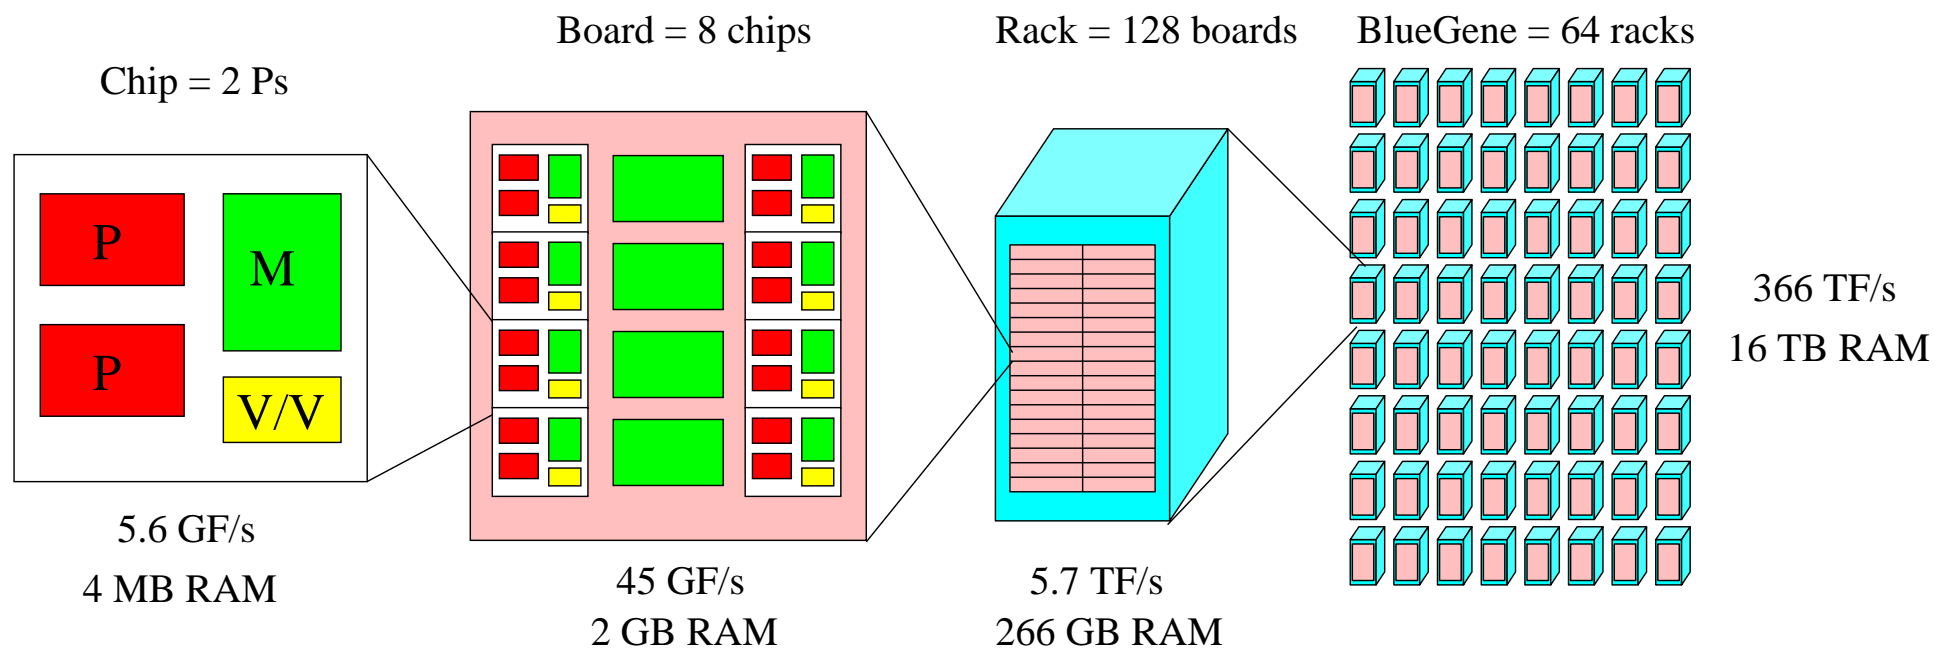 Chip = 2 Ps
Board = 8 chips
Rack = 128 boards
BlueGene = 64 racks
P
P
M
V/V
5.6 GF/s
4 MB RAM
45 GF/s
2 GB RAM
5.7 TF/s
266 GB RAM
366 TF/s
16 TB RAM